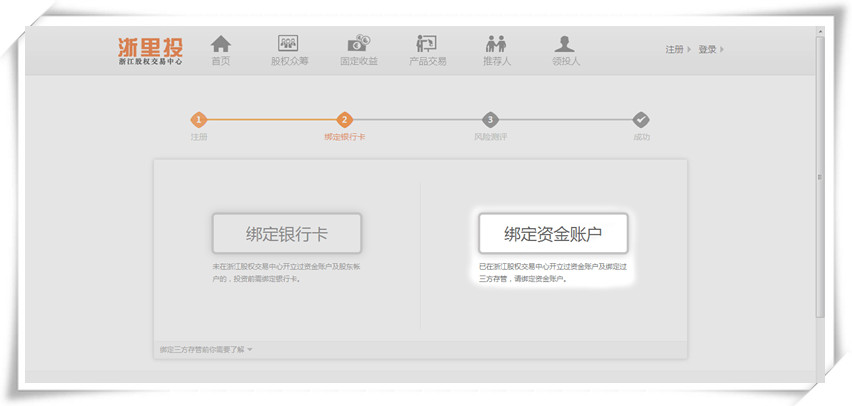 浙里投
浙江股权交易中心
首页
股权众筹
固定收益
产品交易
推荐人
领投人
注册
登录
1
2
3
注册
绑定银行卡
风险测评
成功
绑定银行卡
未在浙江股权交易中心开立过资金账户及股东帐
户的，投资前需绑定银行卡。
绑定资金账户
已在浙江股权交易中心开立过资金账户及绑定过
三方存管，请绑定资金账户。
绑定三方存管前你需要了解